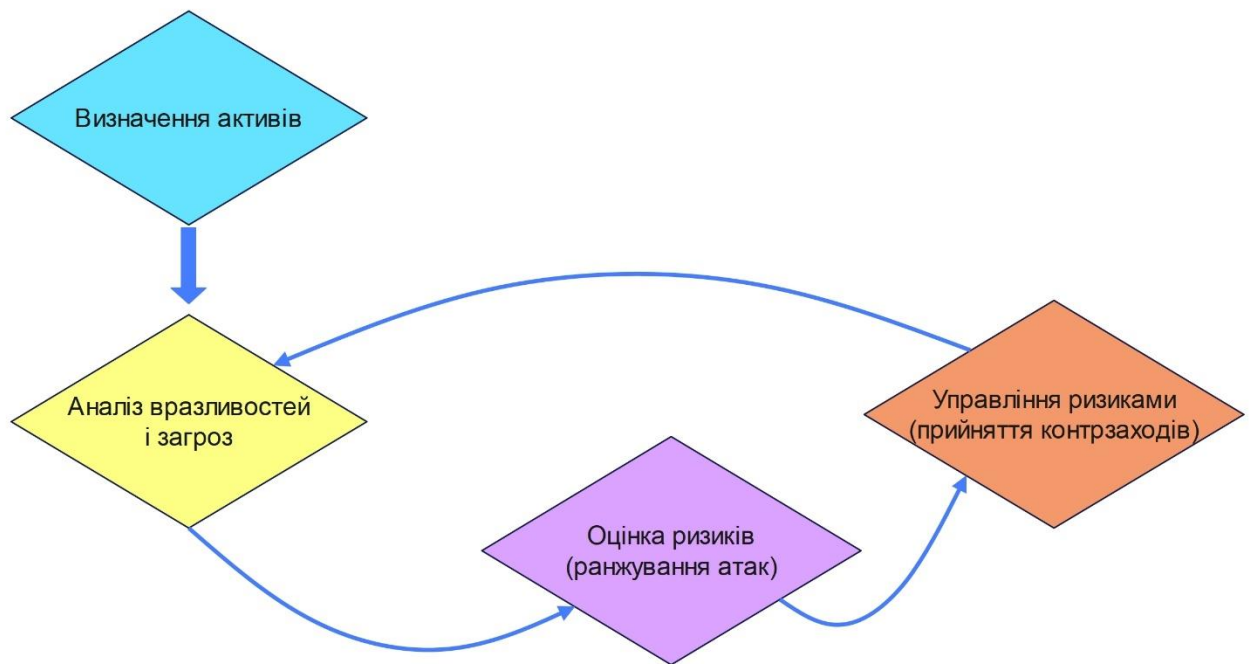 Визначення активів
Аналіз вразливостей
і загроз
Оцінка ризиків
(ранжування атак)
Управління ризиками
(прийняття контрзаходів)